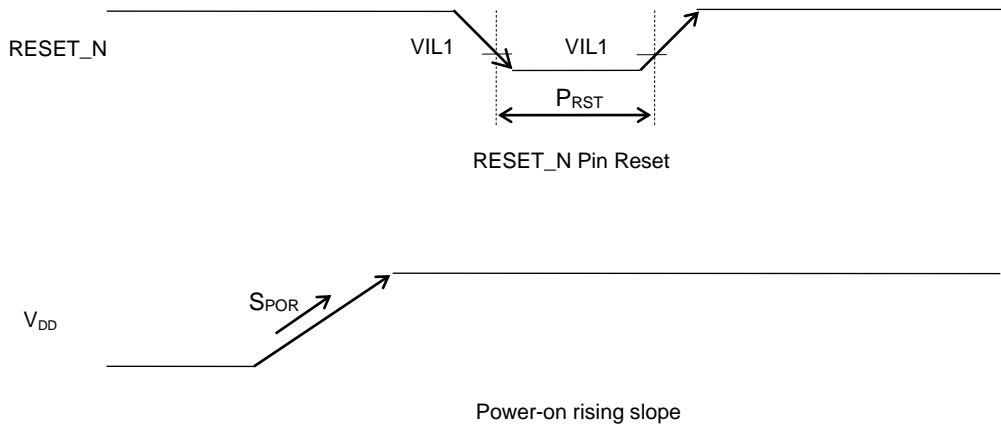 RESET_N
VIL1
VIL1
PRST
RESET_N Pin Reset
SPOR
VDD
Power-on rising slope